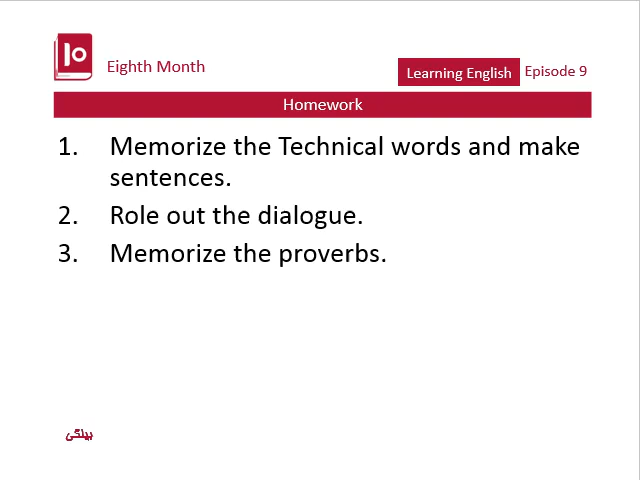 Eighth Month
Learning English Episode 9
Homework
1. Memorize the Technical words and make
sentences.
2. Role out the dialogue.
3. Memorize the proverbs.
بېلگی